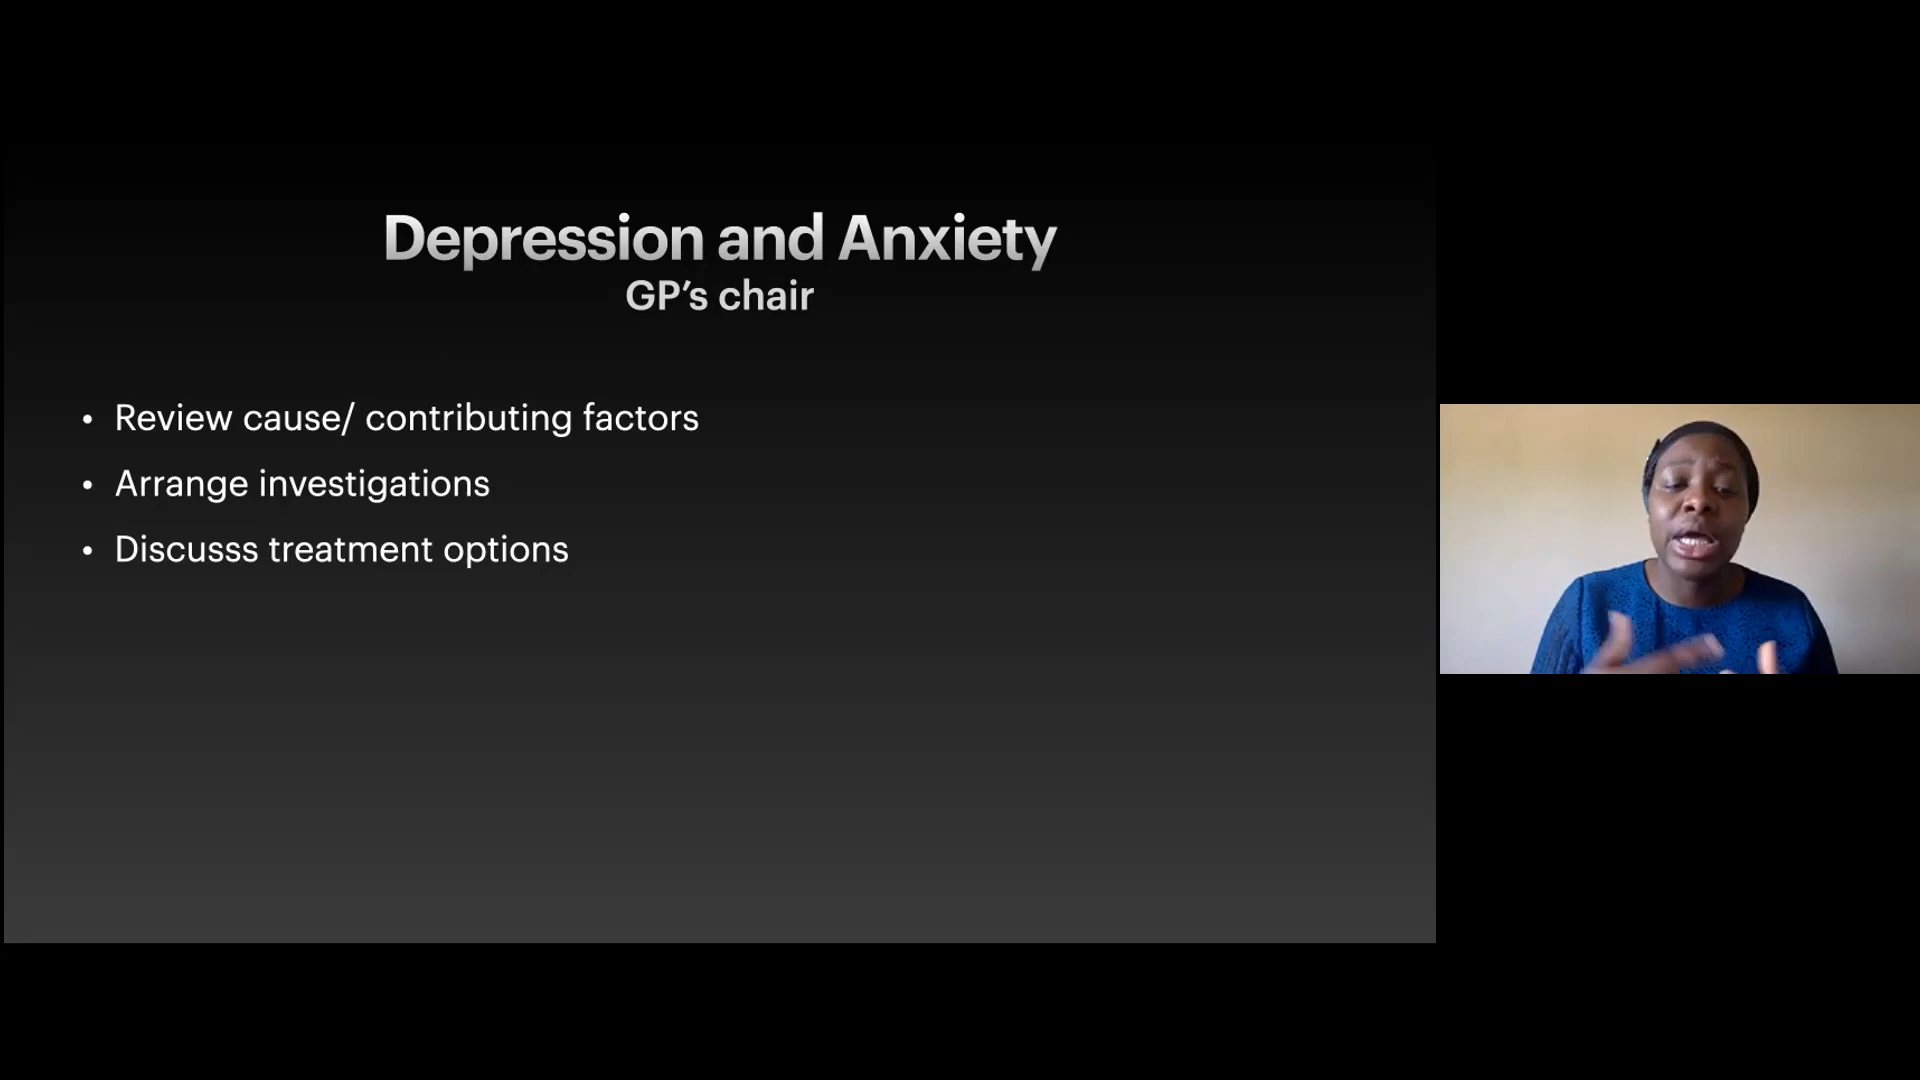 Depression and Anxiety
GP’s chair
• Review cause/ contributing factors
• Arrange investigations
• Discusss treatment options